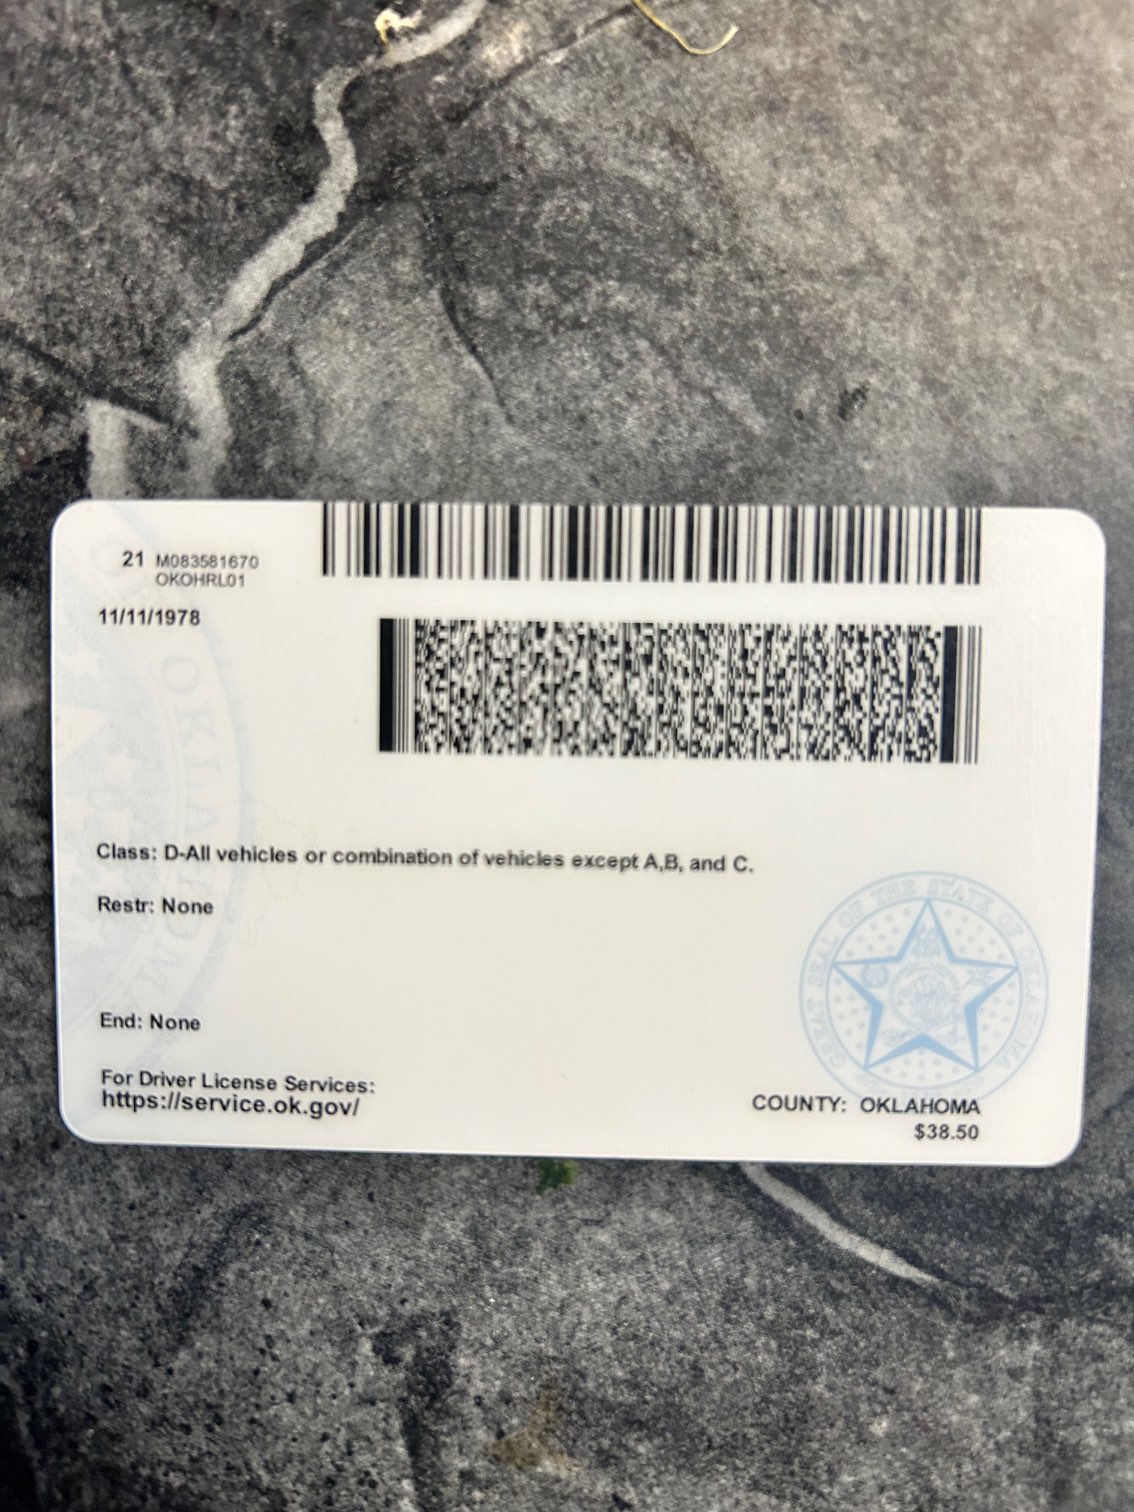 21 M083581670
OKOHRL01
11/11/1978
Class: D-All vehicles or combination of vehicles except A,B, and C.
Restr: None
End: None
For Driver License Services:
https://service.ok.gov/
GREAT SEAL OF THE STATE OF OKLAHOMA
COUNTY: OKLAHOMA
$38.50
OKLAHOMA